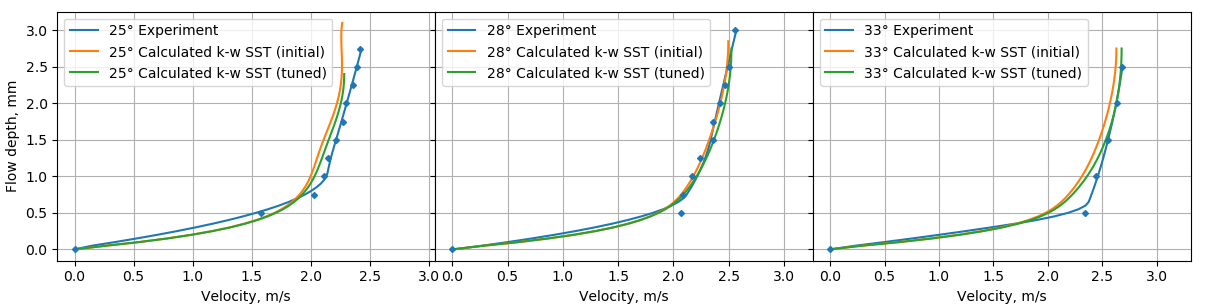 Flow depth, mm
3.0
2.5
2.0
1.5
1.0
0.5
0.0
25° Experiment
25° Calculated k-w SST (initial)
25° Calculated k-w SST (tuned)
0.0 0.5 1.0 1.5 2.0 2.5 3.0
Velocity, m/s
28° Experiment
28° Calculated k-w SST (initial)
28° Calculated k-w SST (tuned)
0.0 0.5 1.0 1.5 2.0 2.5 3.0
Velocity, m/s
33° Experiment
33° Calculated k-w SST (initial)
33° Calculated k-w SST (tuned)
0.0 0.5 1.0 1.5 2.0 2.5 3.0
Velocity, m/s